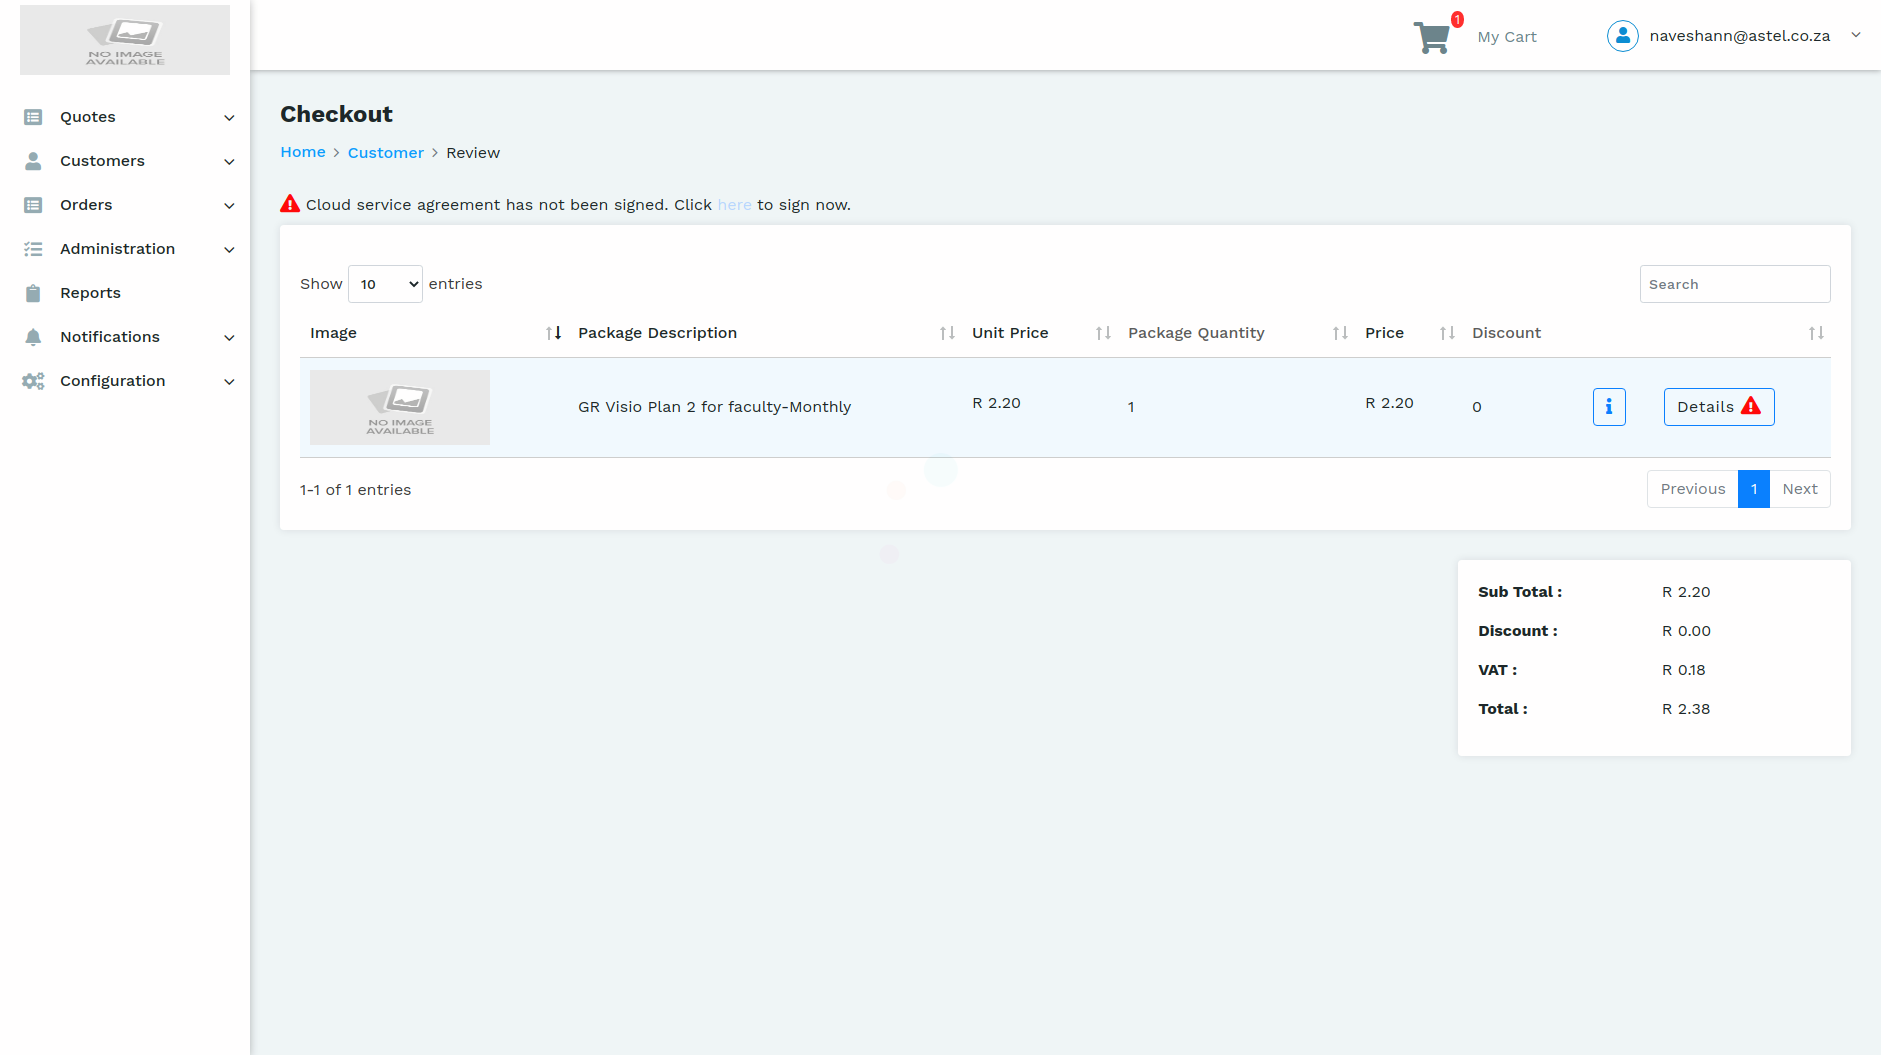 NO IMAGE
AVAILABLE
1
My Cart
naveshann@astel.co.za
Quotes
Customers
Orders
Administration
Reports
Notifications
Configuration
Checkout
Home > Customer > Review
Cloud service agreement has not been signed. Click here to sign now.
Show 10 entries
Search
Image Package Description Unit Price Package Quantity Price Discount
NO IMAGE
AVAILABLE
GR Visio Plan 2 for faculty-Monthly R 2.20 1 R 2.20 0 i Details
1-1 of 1 entries
Previous 1 Next
Sub Total : R 2.20
Discount : R 0.00
VAT : R 0.18
Total : R 2.38